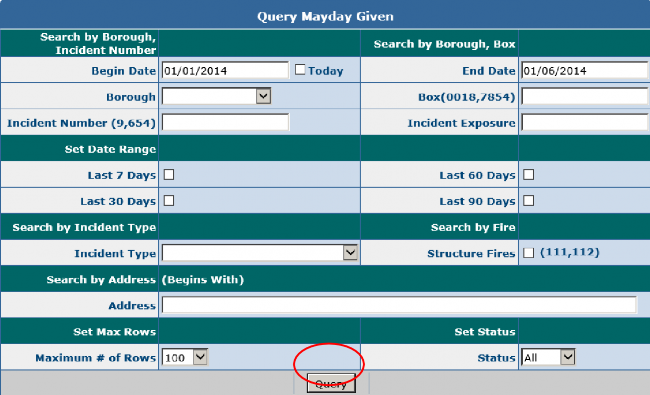 Query Mayday Given
Search by Borough, Incident Number
Search by Borough, Box
Begin Date 01/01/2014 Today End Date 01/06/2014
Borough Box(0018,7854)
Incident Number (9,654) Incident Exposure
Set Date Range
Last 7 Days Last 60 Days
Last 30 Days Last 90 Days
Search by Incident Type Search by Fire
Incident Type Structure Fires (111,112)
Search by Address (Begins With)
Address
Set Max Rows Set Status
Maximum # of Rows 100 Status All
Query